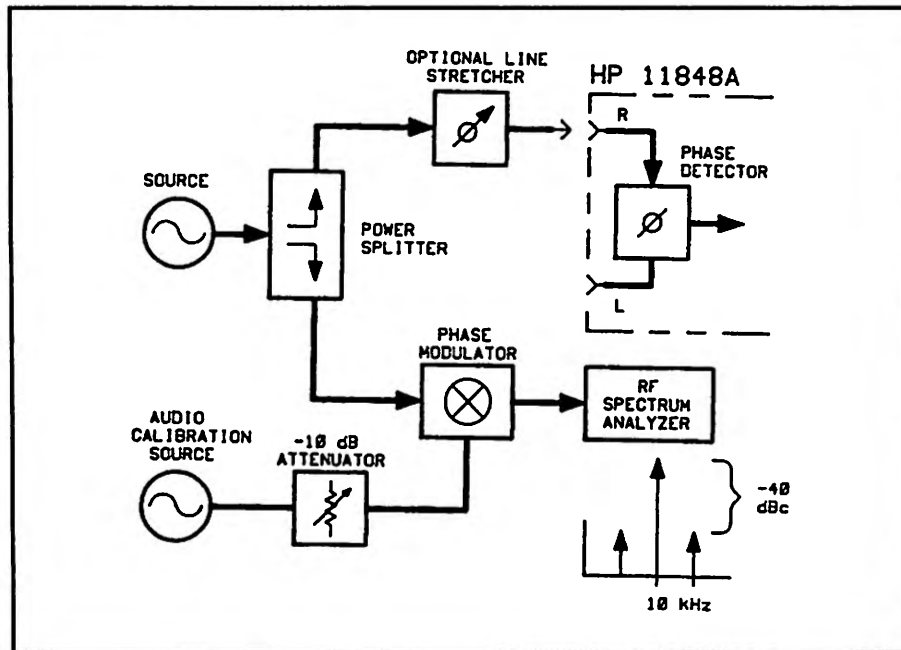 OPTIONAL LINE
STRETCHER
HP 11848A
R
PHASE
DETECTOR
SOURCE
POWER
SPLITTER
L
PHASE
MODULATOR
RF
SPECTRUM
ANALYZER
AUDIO
CALIBRATION
SOURCE
-10 dB
ATTENUATOR
-40
dBc
10 kHz